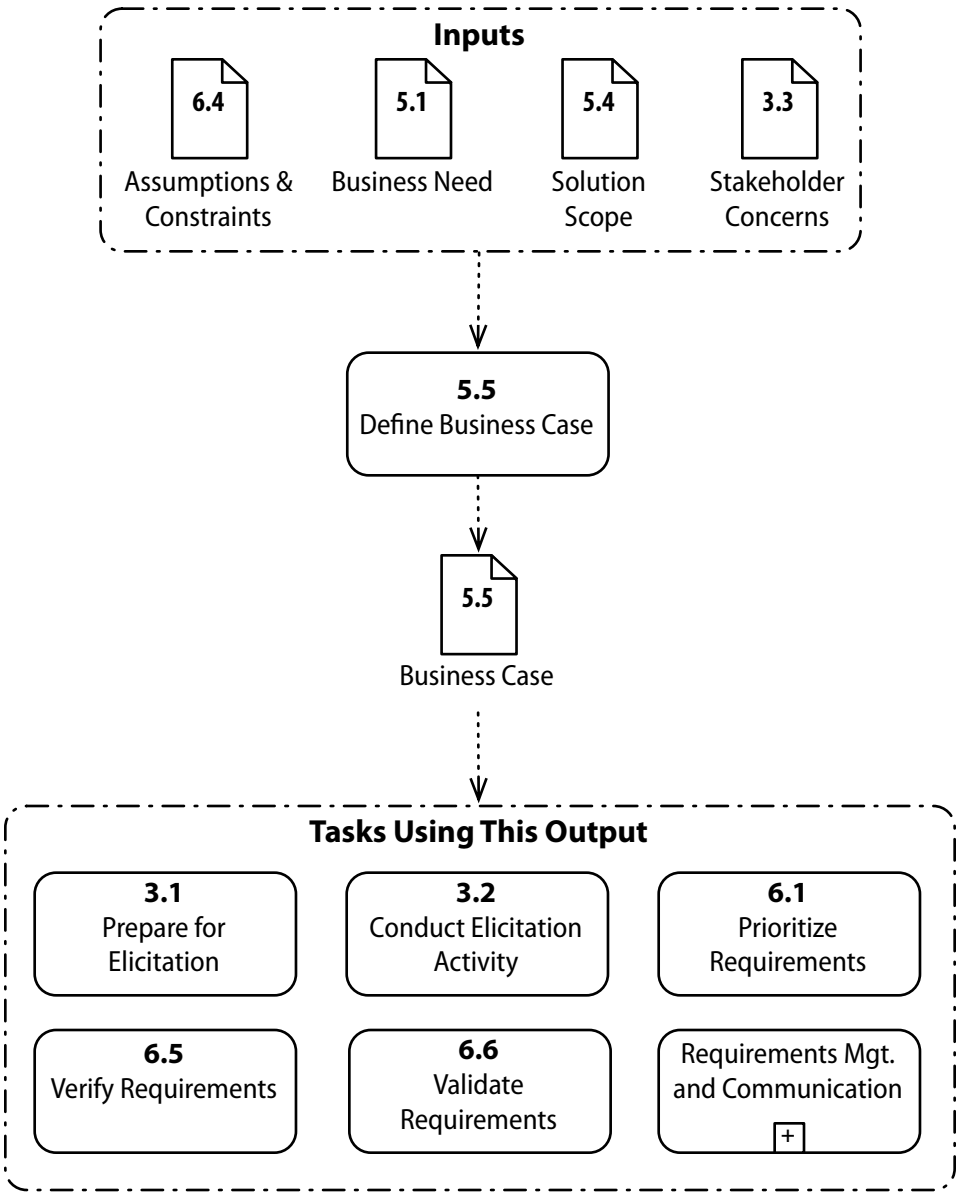 Inputs
6.4
5.1
5.4
3.3
Assumptions &
Constraints
Business Need
Solution
Scope
Stakeholder
Concerns
5.5
Define Business Case
5.5
Business Case
Tasks Using This Output
3.1
Prepare for
Elicitation
3.2
Conduct Elicitation
Activity
6.1
Prioritize
Requirements
6.5
Verify Requirements
6.6
Validate
Requirements
Requirements Mgt.
and Communication
+